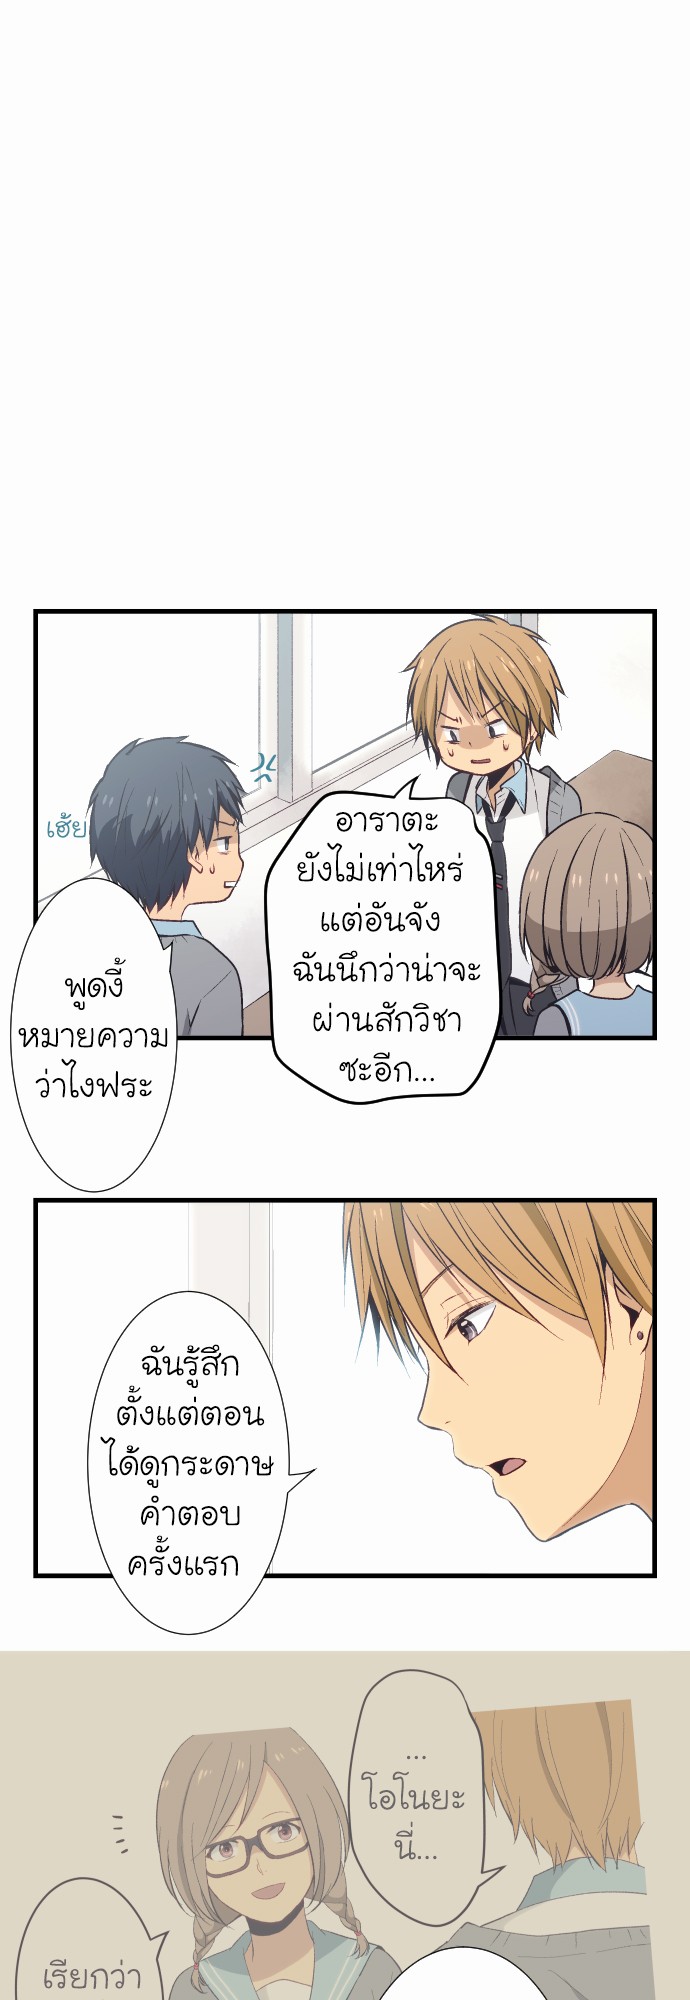 อาราตะ
ยังไม่เท่าไหร่
แต่อันจัง
ฉันนึกว่าน่าจะ
ผ่านสักวิชา
ซะอีก...
เฮ้ย
พูดงี้
หมายความ
ว่าไงฟระ
ฉันรู้สึก
ตั้งแต่ตอน
ได้ดูกระดาษ
คำตอบ
ครั้งแรก
...
โอโนยะ
นี่...
เรียกว่า